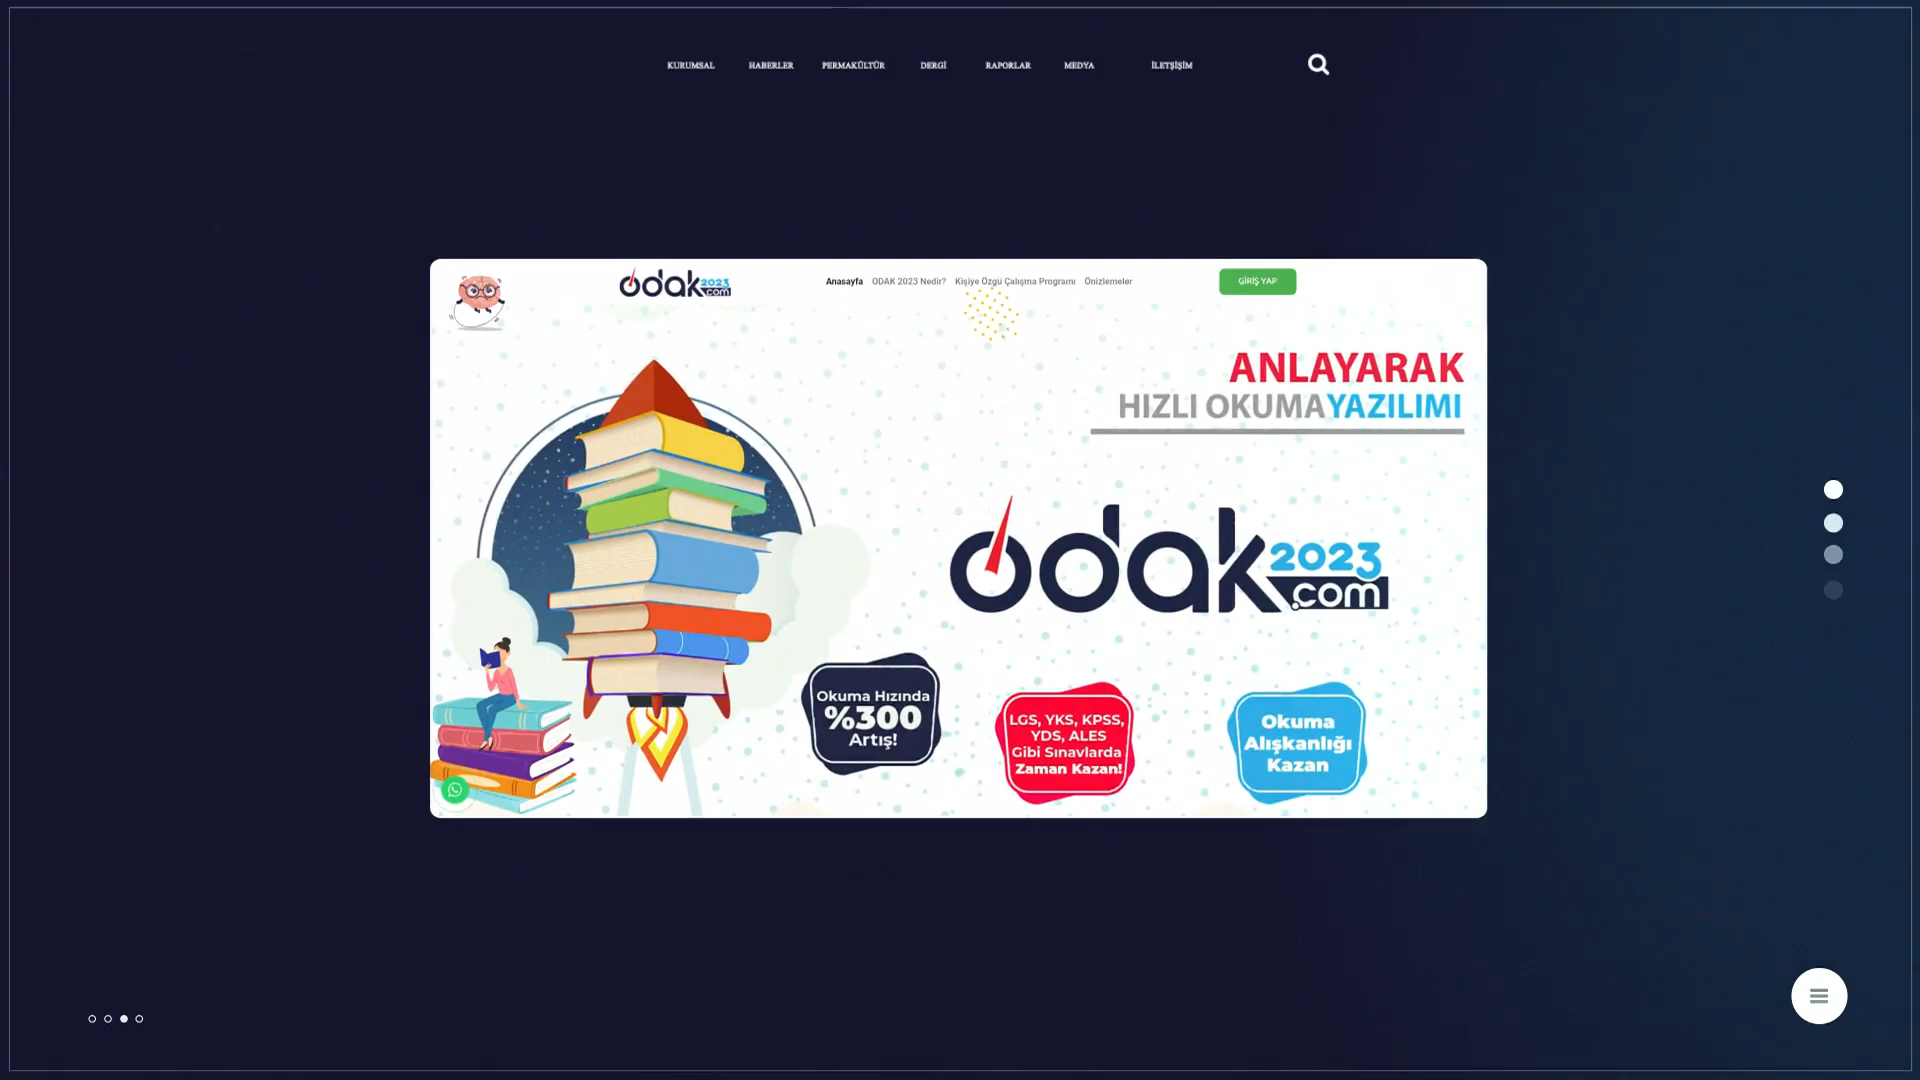 KURUMSAL HABERLER PERMAKÜLTÜR DERGİ RAPORLAR MEDYA İLETŞİŞİM
odak2023.com
Anasayfa ODAK 2023 Nedir? Kişiye Özgü Çalışma Programı Önizlemeler
GİRİŞ YAP
ANLAYARAK
HIZLI OKUMA YAZILIMI
odak2023.com
Okuma Hızında
%300
Artış!
LGS, YKS, KPSS,
YDS, ALES
Gibi Sınavlarda
Zaman Kazan!
Okuma
Alışkanlığı
Kazan